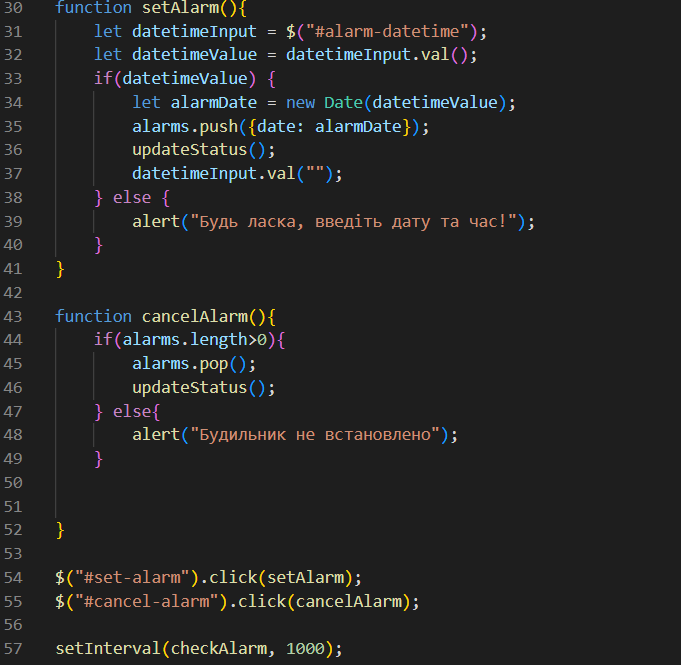 30 function setAlarm(){
31     let datetimeInput = $("#alarm-datetime");
32     let datetimeValue = datetimeInput.val();
33     if(datetimeValue) {
34         let alarmDate = new Date(datetimeValue);
35         alarms.push({date: alarmDate});
36         updateStatus();
37         datetimeInput.val("");
38     } else {
39         alert("Будь ласка, введіть дату та час!");
40     }
41 }
42
43 function cancelAlarm(){
44     if(alarms.length>0){
45         alarms.pop();
46         updateStatus();
47     } else{
48         alert("Будильник не встановлено");
49     }
50
51
52 }
53
54 $("#set-alarm").click(setAlarm);
55 $("#cancel-alarm").click(cancelAlarm);
56
57 setInterval(checkAlarm, 1000);